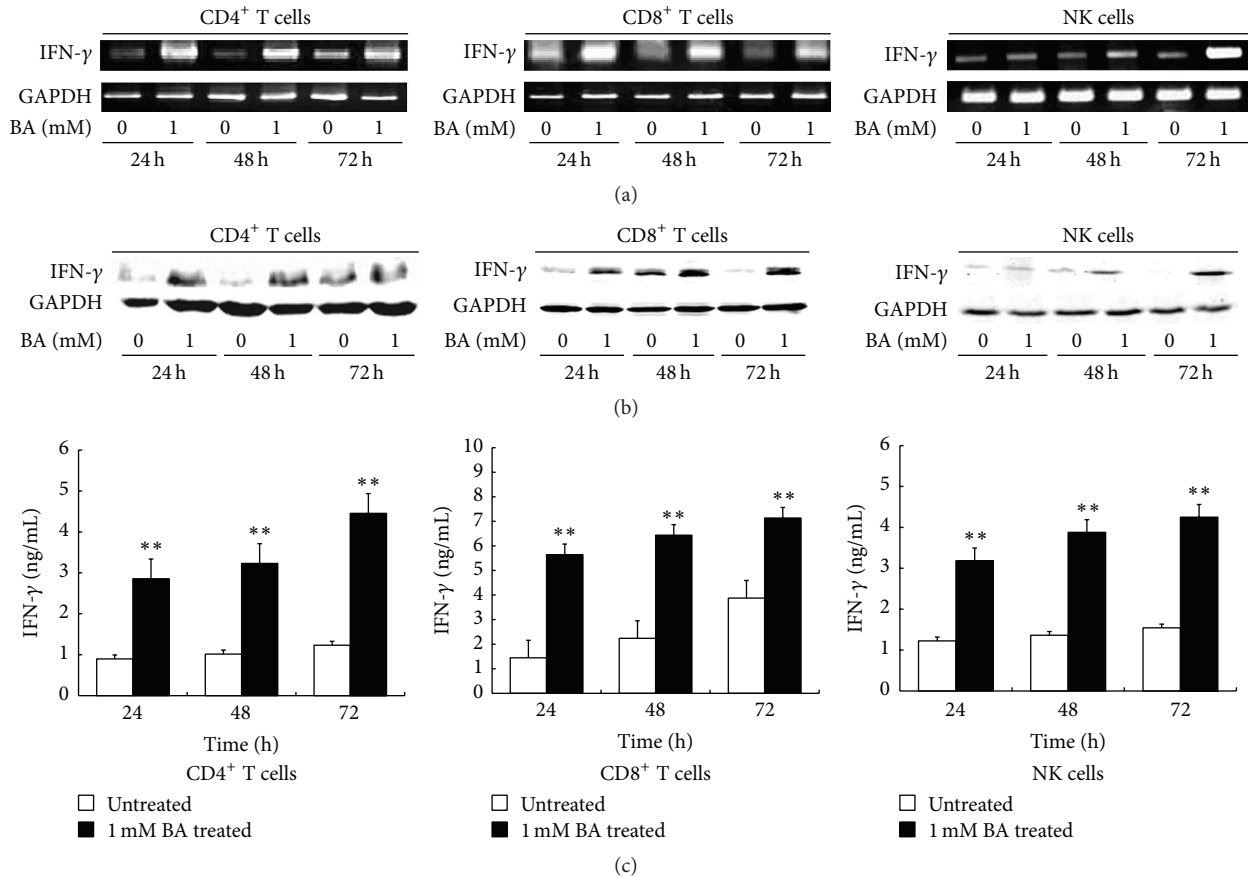 CD4+ T cells
IFN-γ
GAPDH
BA (mM) 0 1 0 1 0 1
24 h 48 h 72 h
CD8+ T cells
IFN-γ
GAPDH
BA (mM) 0 1 0 1 0 1
24 h 48 h 72 h
NK cells
IFN-γ
GAPDH
BA (mM) 0 1 0 1 0 1
24 h 48 h 72 h
(a)
CD4+ T cells
IFN-γ
GAPDH
BA (mM) 0 1 0 1 0 1
24 h 48 h 72 h
CD8+ T cells
IFN-γ
GAPDH
BA (mM) 0 1 0 1 0 1
24 h 48 h 72 h
NK cells
IFN-γ
GAPDH
BA (mM) 0 1 0 1 0 1
24 h 48 h 72 h
(b)
IFN-γ (ng/mL)
6
5
4
3
2
1
0
** ** **
24 48 72
Time (h)
CD4+ T cells
Untreated
1 mM BA treated
IFN-γ (ng/mL)
10
9
8
7
6
5
4
3
2
1
0
** ** **
24 48 72
Time (h)
CD8+ T cells
Untreated
1 mM BA treated
IFN-γ (ng/mL)
6
5
4
3
2
1
0
** ** **
24 48 72
Time (h)
NK cells
Untreated
1 mM BA treated
(c)